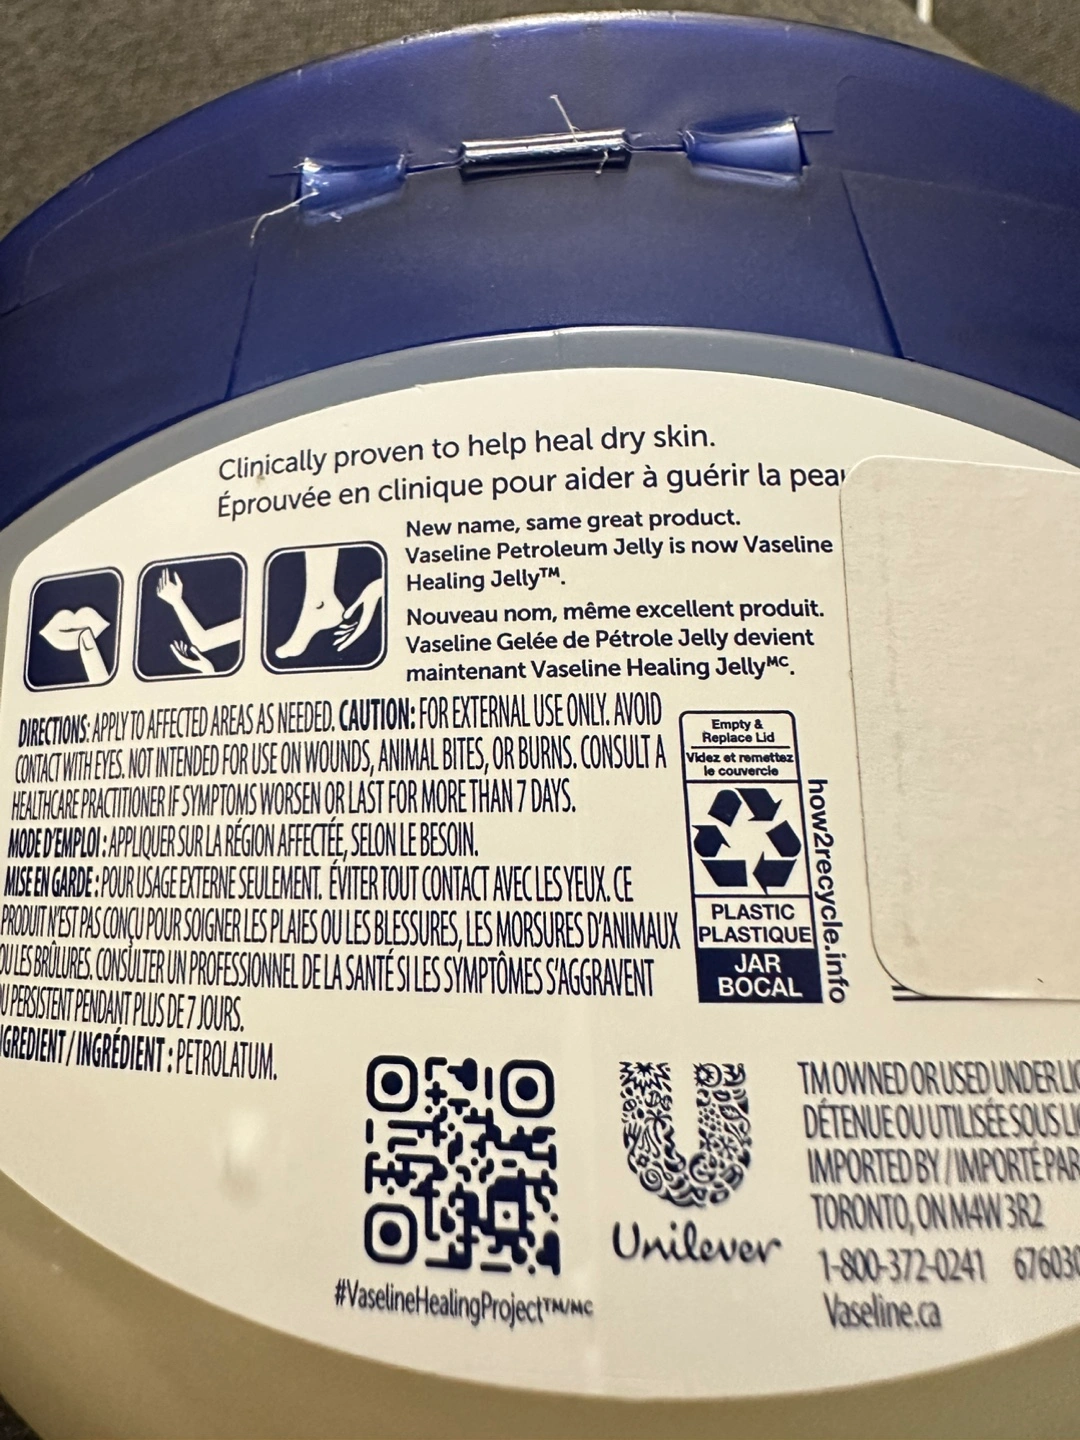 Clinically proven to help heal dry skin.
Éprouvée en clinique pour aider à guérir la
New name, same great product.
Vaseline Petroleum Jelly is now Vaseline
Healing Jelly™.
Nouveau nom, même excellent produit.
Vaseline Gelée de Pétrole Jelly devient
maintenant Vaseline Healing Jellyᴹᶜ.
DIRECTIONS: APPLY TO AFFECTED AREAS AS NEEDED. CAUTION: FOR EXTERNAL USE ONLY. AVOID
CONTACT WITH EYES. NOT INTENDED FOR USE ON WOUNDS, ANIMAL BITES, OR BURNS. CONSULT A
HEALTHCARE PRACTITIONER IF SYMPTOMS WORSEN OR LAST FOR MORE THAN 7 DAYS.
MODE D'EMPLOI : APPLIQUER SUR LA RÉGION AFFECTÉE, SELON LE BESOIN.
MISE EN GARDE : POUR USAGE EXTERNE SEULEMENT. ÉVITER TOUT CONTACT AVEC LES YEUX. CE
PRODUIT N'EST PAS CONÇU POUR SOIGNER LES PLAIES OU LES BLESSURES, LES MORSURES D'ANIMAUX
OU LES BRÛLURES. CONSULTER UN PROFESSIONNEL DE LA SANTÉ SI LES SYMPTÔMES S'AGGRAVENT
PERSISTENT PENDANT PLUS DE 7 JOURS.
/ INGRÉDIENT : PETROLATUM.
Empty &
Replace Lid
Videz et remettez
le couvercle
PLASTIC
PLASTIQUE
JAR
BOCAL
how2recycle.info
#VaselineHealingProject™/ᴹᶜ
Unilever
TM OWNED OR USED UNDER
DÉTENUE OU UTILISÉE SOUS
IMPORTED BY / IMPORTÉ PAR
TORONTO, ON M4W 3R2
1-800-372-0241
Vaseline.ca